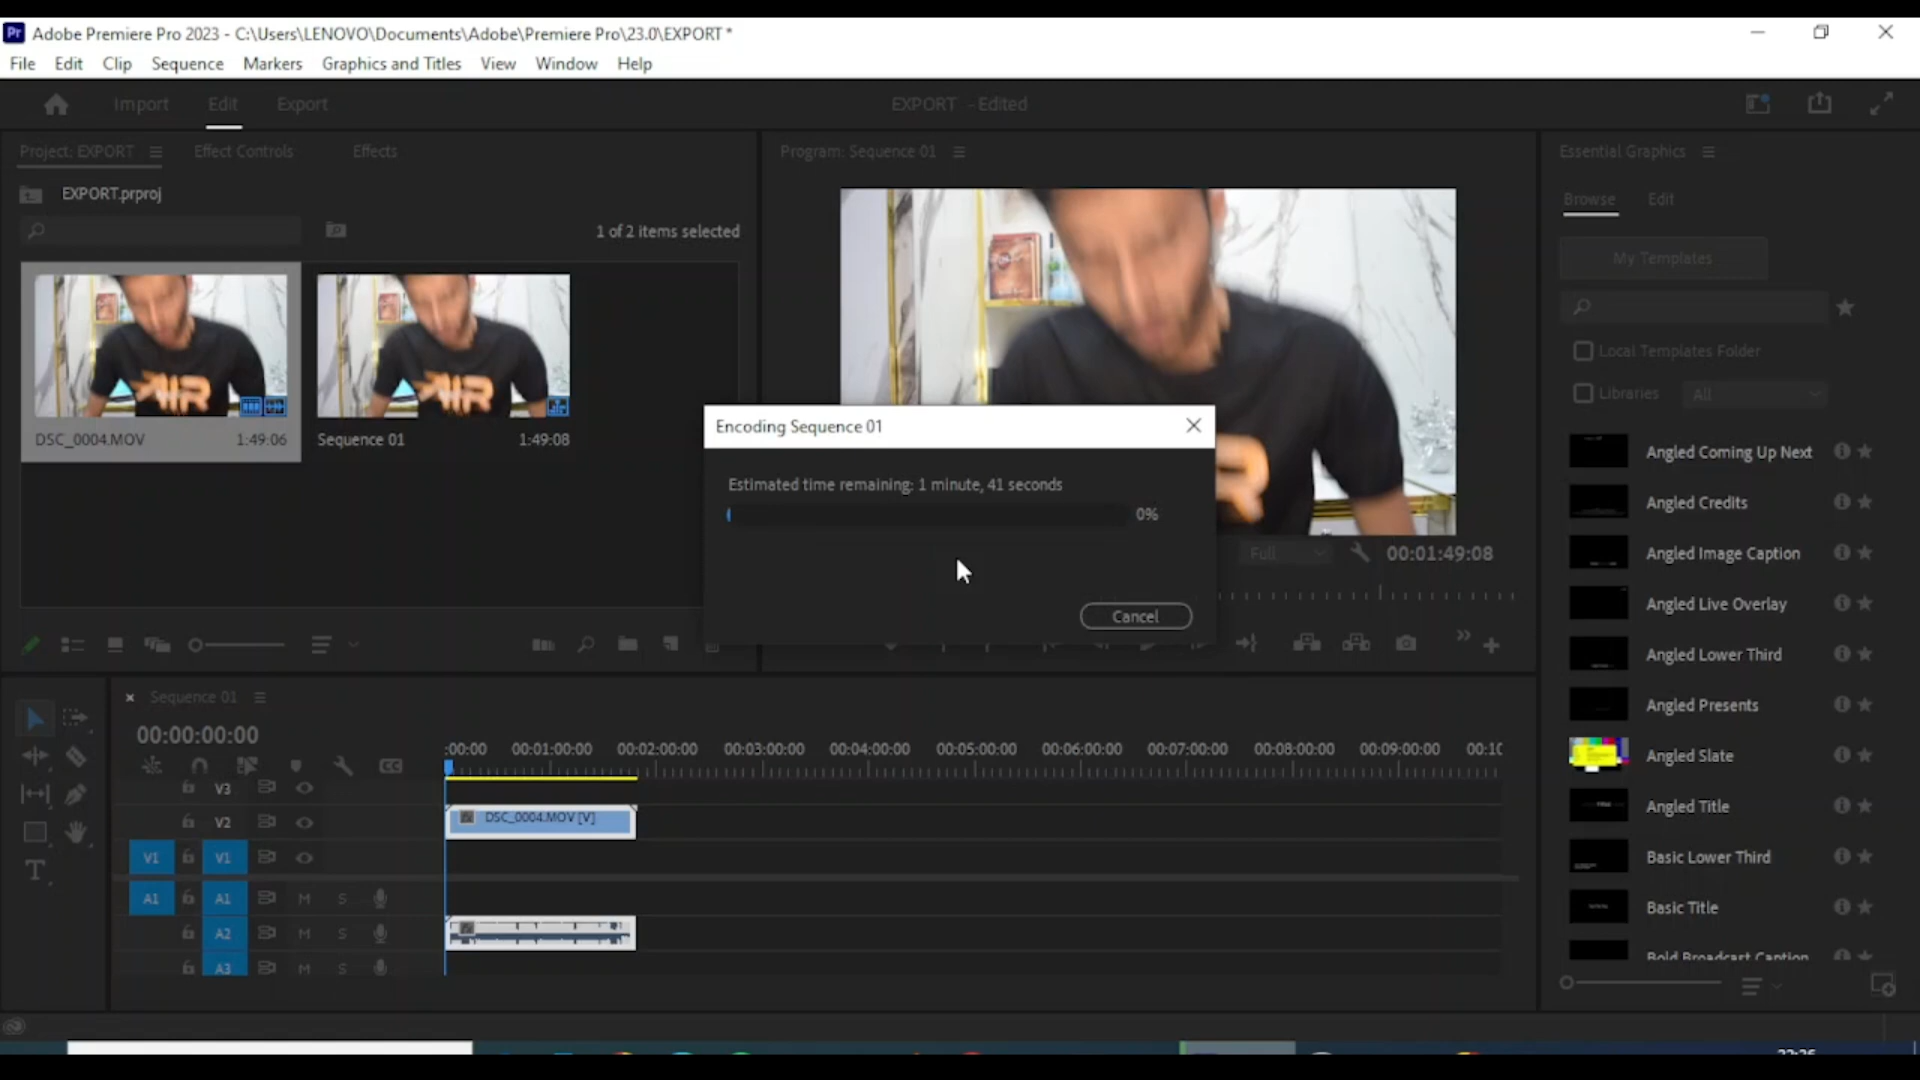 Adobe Premiere Pro 2023 - C:\Users\LENOVO\Documents\Adobe\Premiere Pro\23.0\EXPORT *
File Edit Clip Sequence Markers Graphics and Titles View Window Help
Import Edit Export EXPORT - Edited
Project: EXPORT Effect Controls Effects
Program: Sequence 01
Essential Graphics
EXPORT.prproj
Browse Edit
1 of 2 items selected
My Templates
Local Templates Folder
Libraries All
DSC_0004.MOV 1:49:06
Sequence 01 1:49:08
Encoding Sequence 01
Estimated time remaining: 1 minute, 41 seconds
0%
Cancel
Full 00:01:49:08
Angled Coming Up Next
Angled Credits
Angled Image Caption
Angled Live Overlay
Angled Lower Third
Angled Presents
Angled Slate
Angled Title
Basic Lower Third
Basic Title
Bold Broadcast Caption
Sequence 01
00:00:00:00
:00:00 00:01:00:00 00:02:00:00 00:03:00:00 00:04:00:00 00:05:00:00 00:06:00:00 00:07:00:00 00:08:00:00 00:09:00:00 00:10
V3
V2
DSC_0004.MOV [V]
V1 V1
A1 A1 M S
A2 M S
A3 M S